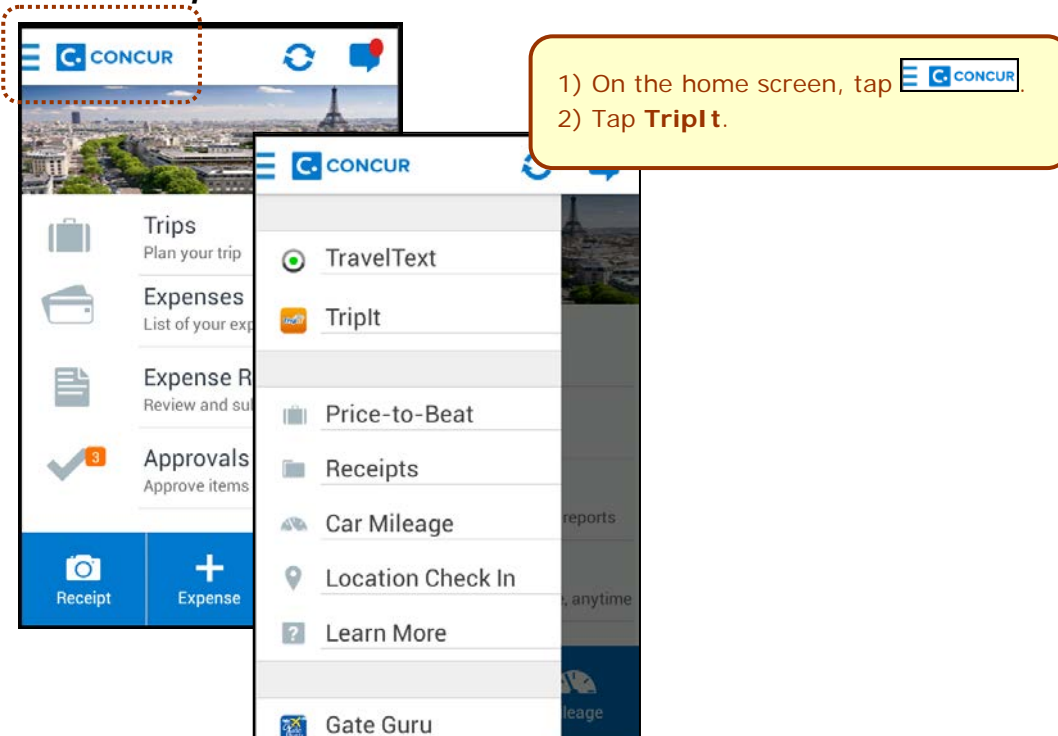 CONCUR
Trips
Plan your trip
Expenses
List of your exp
Expense R
Review and sul
3
Approvals
Approve items
Receipt
Expense
1) On the home screen, tap CONCUR.
2) Tap TripIt.
CONCUR
TravelText
TripIt
Price-to-Beat
Receipts
Car Mileage
Location Check In
Learn More
Gate Guru
reports
, anytime
leage